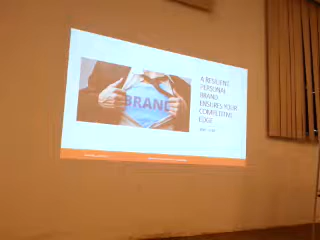 BRAND
A RESILIENT
PERSONAL
BRAND
ENSURES YOUR
COMPETITIVE
EDGE